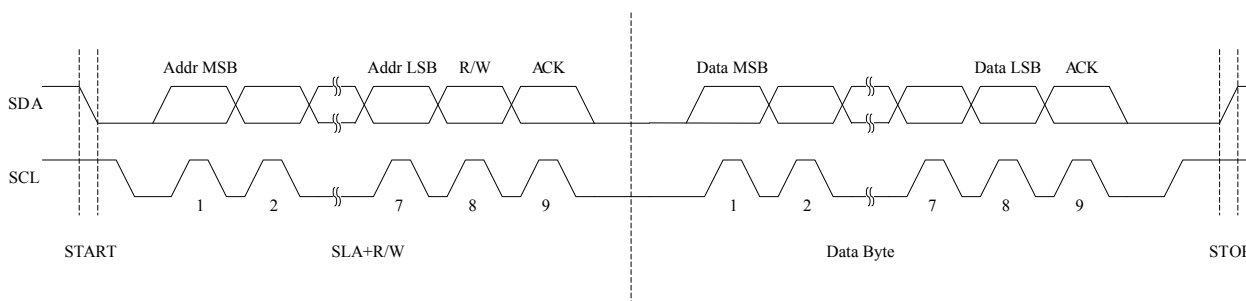 Addr MSB Addr LSB R/W ACK Data MSB Data LSB ACK
SDA
SCL
1 2 7 8 9 1 2 7 8 9
START SLA+R/W Data Byte STOP